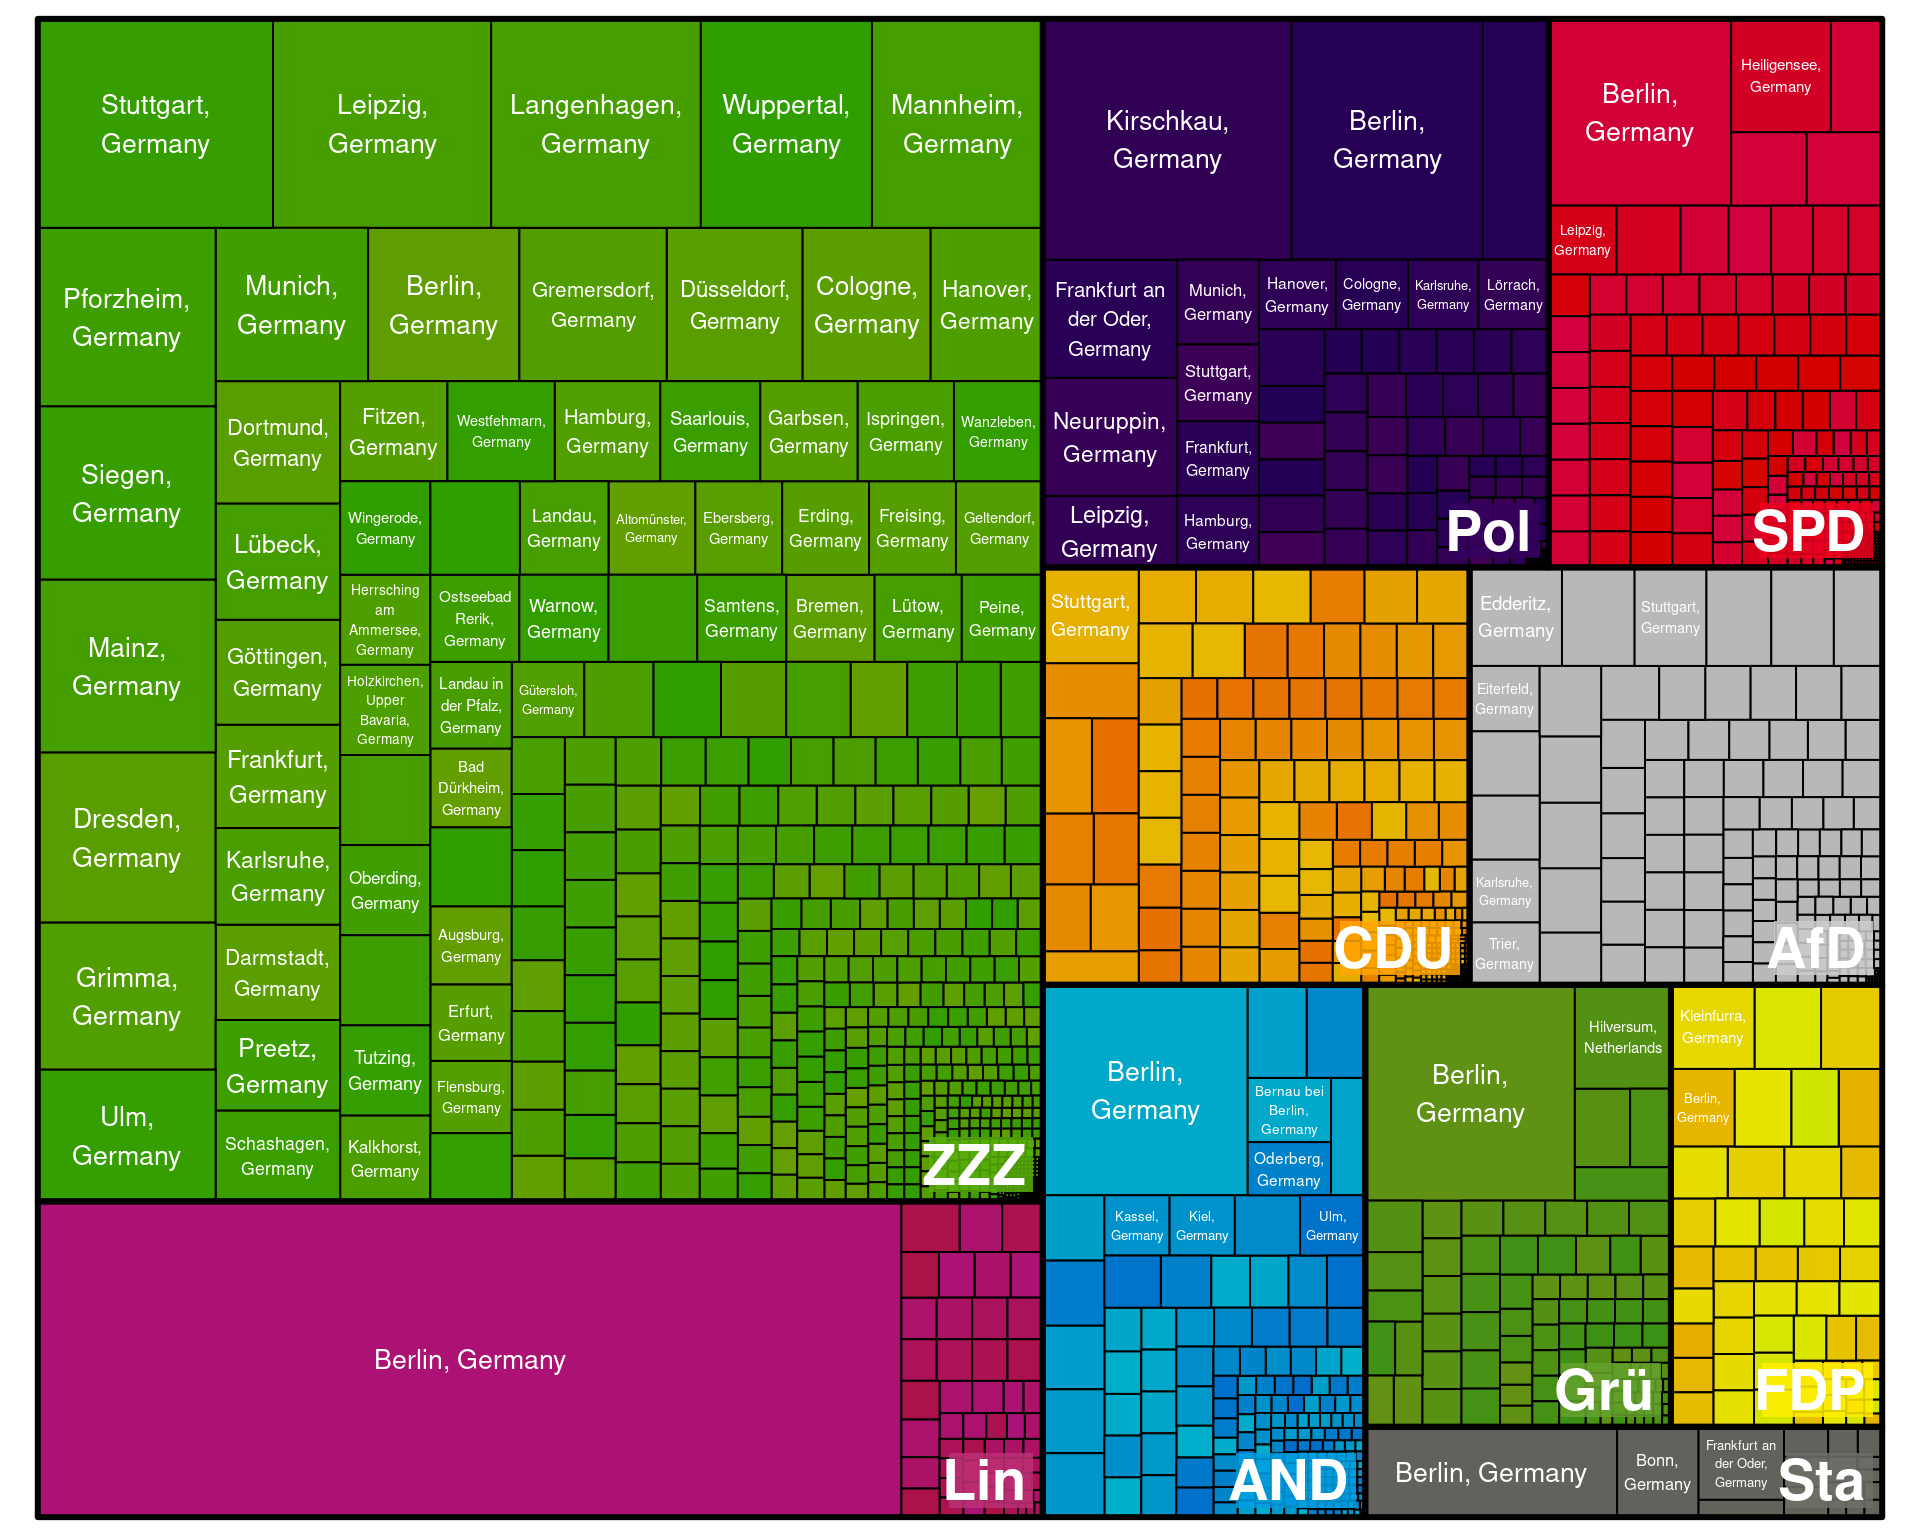 Stuttgart,
Germany
Leipzig,
Germany
Langenhagen,
Germany
Wuppertal,
Germany
Mannheim,
Germany
Pforzheim,
Germany
Munich,
Germany
Berlin,
Germany
Gremersdorf,
Germany
Düsseldorf,
Germany
Cologne,
Germany
Hanover,
Germany
Siegen,
Germany
Dortmund,
Germany
Fitzen,
Germany
Westfehmarn,
Germany
Hamburg,
Germany
Saarlouis,
Germany
Garbsen,
Germany
Ispringen,
Germany
Wanzleben,
Germany
Lübeck,
Germany
Wingerode,
Germany
Landau,
Germany
Altomünster,
Germany
Ebersberg,
Germany
Erding,
Germany
Freising,
Germany
Geltendorf,
Germany
Mainz,
Germany
Göttingen,
Germany
Herrsching
am
Ammersee,
Germany
Ostseebad
Rerik,
Germany
Warnow,
Germany
Samtens,
Germany
Bremen,
Germany
Lütow,
Germany
Peine,
Germany
Holzkirchen,
Upper
Bavaria,
Germany
Landau in
der Pfalz,
Germany
Gütersloh,
Germany
Dresden,
Germany
Frankfurt,
Germany
Bad
Dürkheim,
Germany
Karlsruhe,
Germany
Oberding,
Germany
Grimma,
Germany
Darmstadt,
Germany
Augsburg,
Germany
Preetz,
Germany
Tutzing,
Germany
Erfurt,
Germany
Flensburg,
Germany
Ulm,
Germany
Schashagen,
Germany
Kalkhorst,
Germany
ZZZ
Berlin, Germany
Lin
Kirschkau,
Germany
Berlin,
Germany
Frankfurt an
der Oder,
Germany
Munich,
Germany
Hanover,
Germany
Cologne,
Germany
Karlsruhe,
Germany
Lörrach,
Germany
Stuttgart,
Germany
Neuruppin,
Germany
Frankfurt,
Germany
Leipzig,
Germany
Hamburg,
Germany
Pol
Berlin,
Germany
Heiligensee,
Germany
Leipzig,
Germany
SPD
Stuttgart,
Germany
CDU
Edderitz,
Germany
Stuttgart,
Germany
Eiterfeld,
Germany
Karlsruhe,
Germany
Trier,
Germany
AfD
Berlin,
Germany
Bernau bei
Berlin,
Germany
Oderberg,
Germany
Kassel,
Germany
Kiel,
Germany
Ulm,
Germany
AND
Berlin,
Germany
Hilversum,
Netherlands
Grü
Kleinfurra,
Germany
Berlin,
Germany
FDP
Berlin, Germany
Bonn,
Germany
Frankfurt an
der Oder,
Germany
Sta